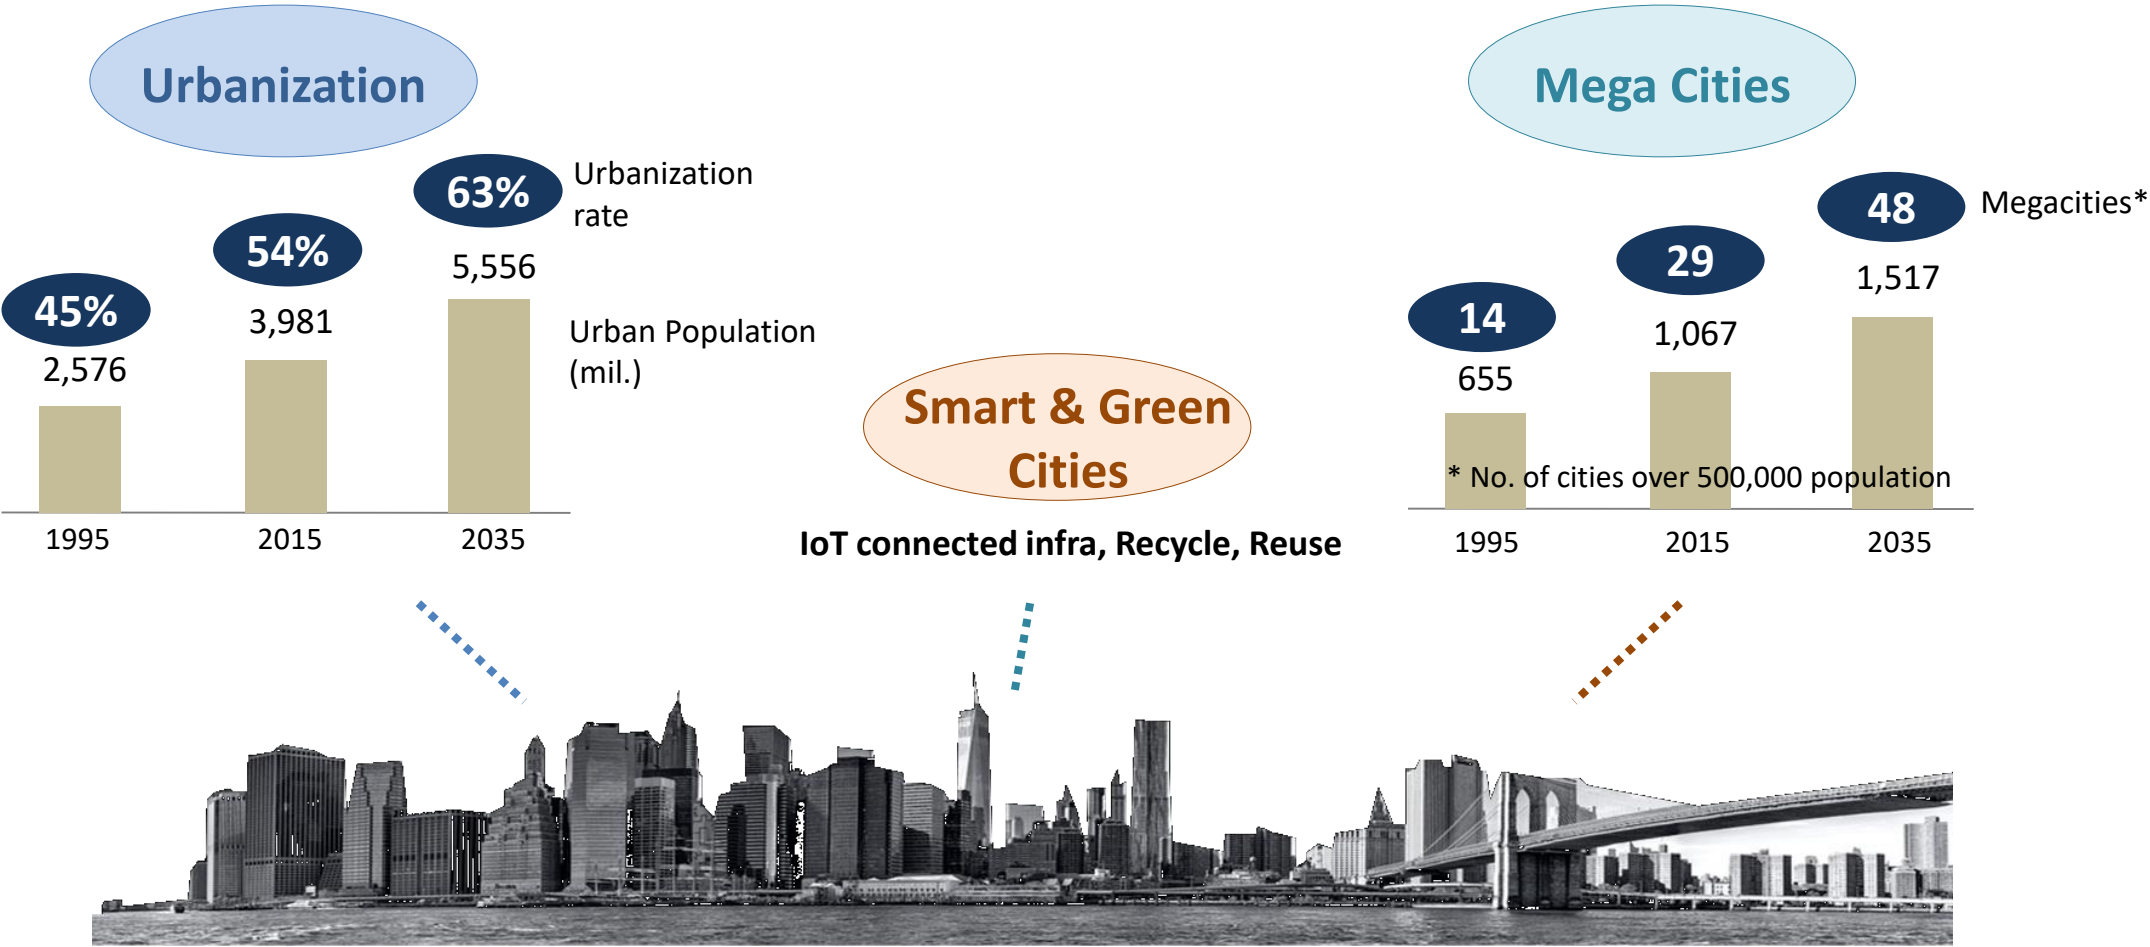 Urbanization
63%
Urbanization
rate
54%
5,556
45%
3,981
2,576
Urban Population
(mil.)
1995
2015
2035
Smart & Green
Cities
IoT connected infra, Recycle, Reuse
Mega Cities
48
Megacities*
29
1,517
14
1,067
655
* No. of cities over 500,000 population
1995
2015
2035